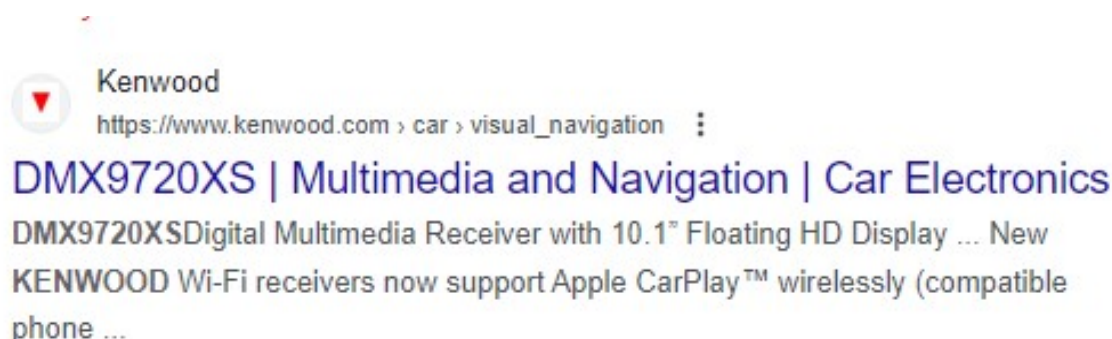 Kenwood
https://www.kenwood.com › car › visual_navigation
DMX9720XS | Multimedia and Navigation | Car Electronics
DMX9720XSDigital Multimedia Receiver with 10.1” Floating HD Display ... New
KENWOOD Wi-Fi receivers now support Apple CarPlay™ wirelessly (compatible
phone ...